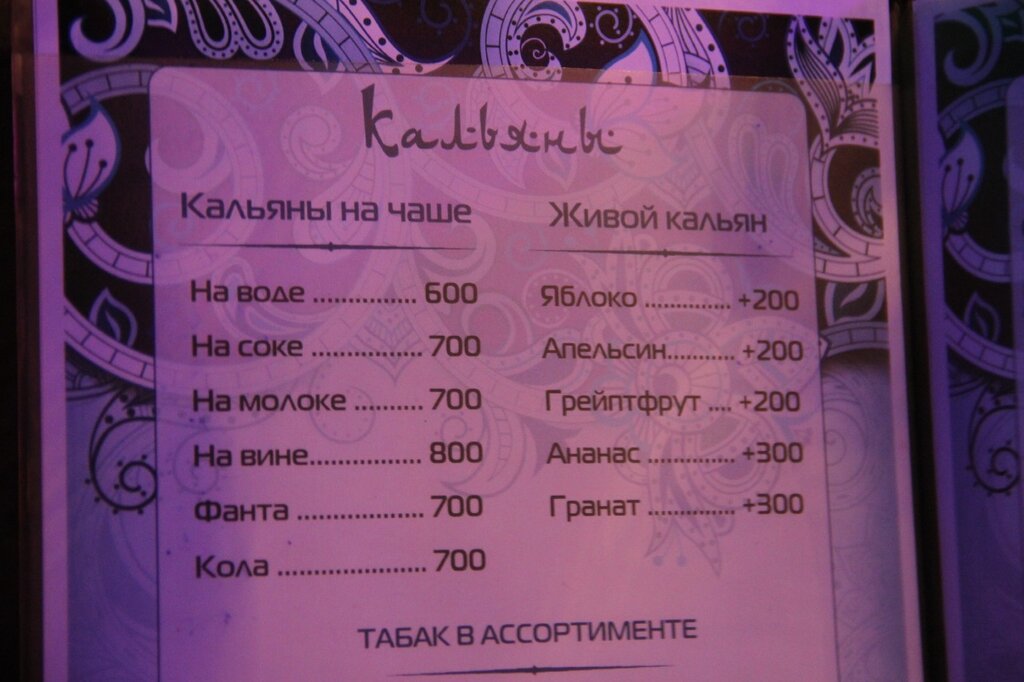 Кальяны
Кальяны на чаше
На воде ............... 600
На соке ................ 700
На молоке .......... 700
На вине................ 800
Фанта .................. 700
Кола ..................... 700
Живой кальян
Яблоко ............. +200
Апельсин........... +200
Грейптфрут .... +200
Ананас ............. +300
Гранат ............. +300
ТАБАК В АССОРТИМЕНТЕ